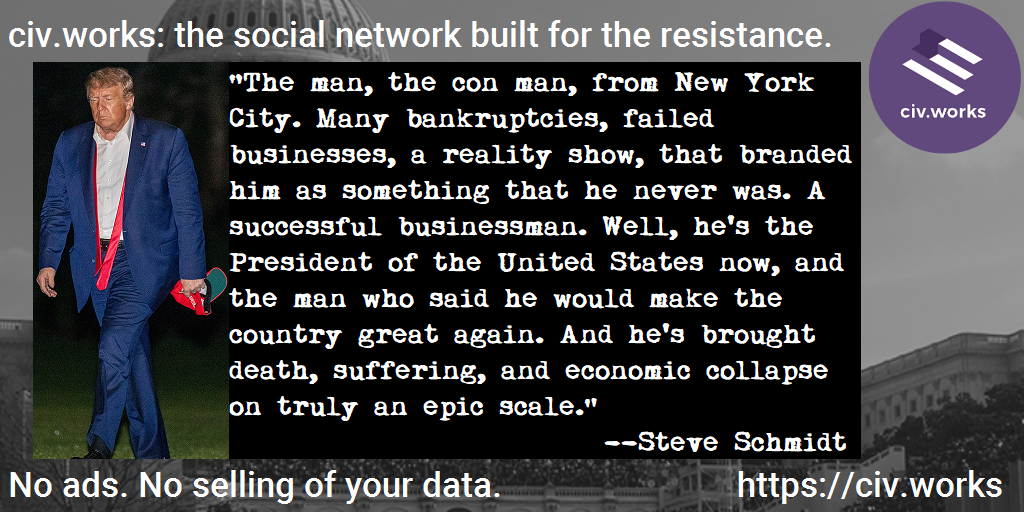 civ.works: the social network built for the resistance.
civ.works
"The man, the con man, from New York
City. Many bankruptcies, failed
businesses, a reality show, that branded
him as something that he never was. A
successful businessman. Well, he's the
President of the United States now, and
the man who said he would make the
country great again. And he's brought
death, suffering, and economic collapse
on truly an epic scale."
--Steve Schmidt
No ads. No selling of your data.
https://civ.works